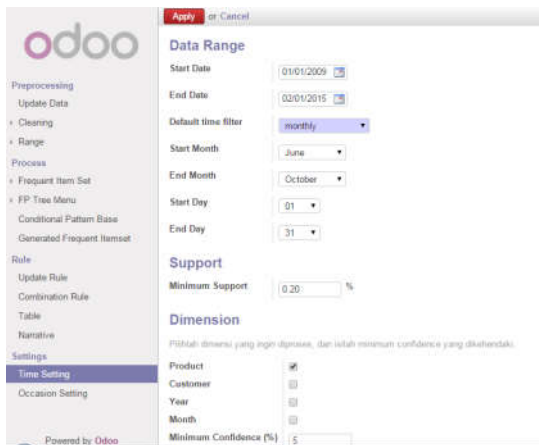 Apply or Cancel
odoo
Preprocessing
Update Data
Cleaning
Range
Process
Frequent Item Set
FP Tree Menu
Conditional Pattern Base
Generated Frequent Itemset
Rule
Update Rule
Combination Rule
Table
Narrative
Settings
Time Setting
Occasion Setting
Powered by Odoo
Data Range
Start Date 01/01/2009
End Date 02/01/2015
Default time filter monthly
Start Month June
End Month October
Start Day 01
End Day 31
Support
Minimum Support 0.20 %
Dimension
Pilihlah dimensi yang ingin diproses, dan isilah minimum confidence yang dikehendaki.
Product
Customer
Year
Month
Minimum Confidence (%) 5